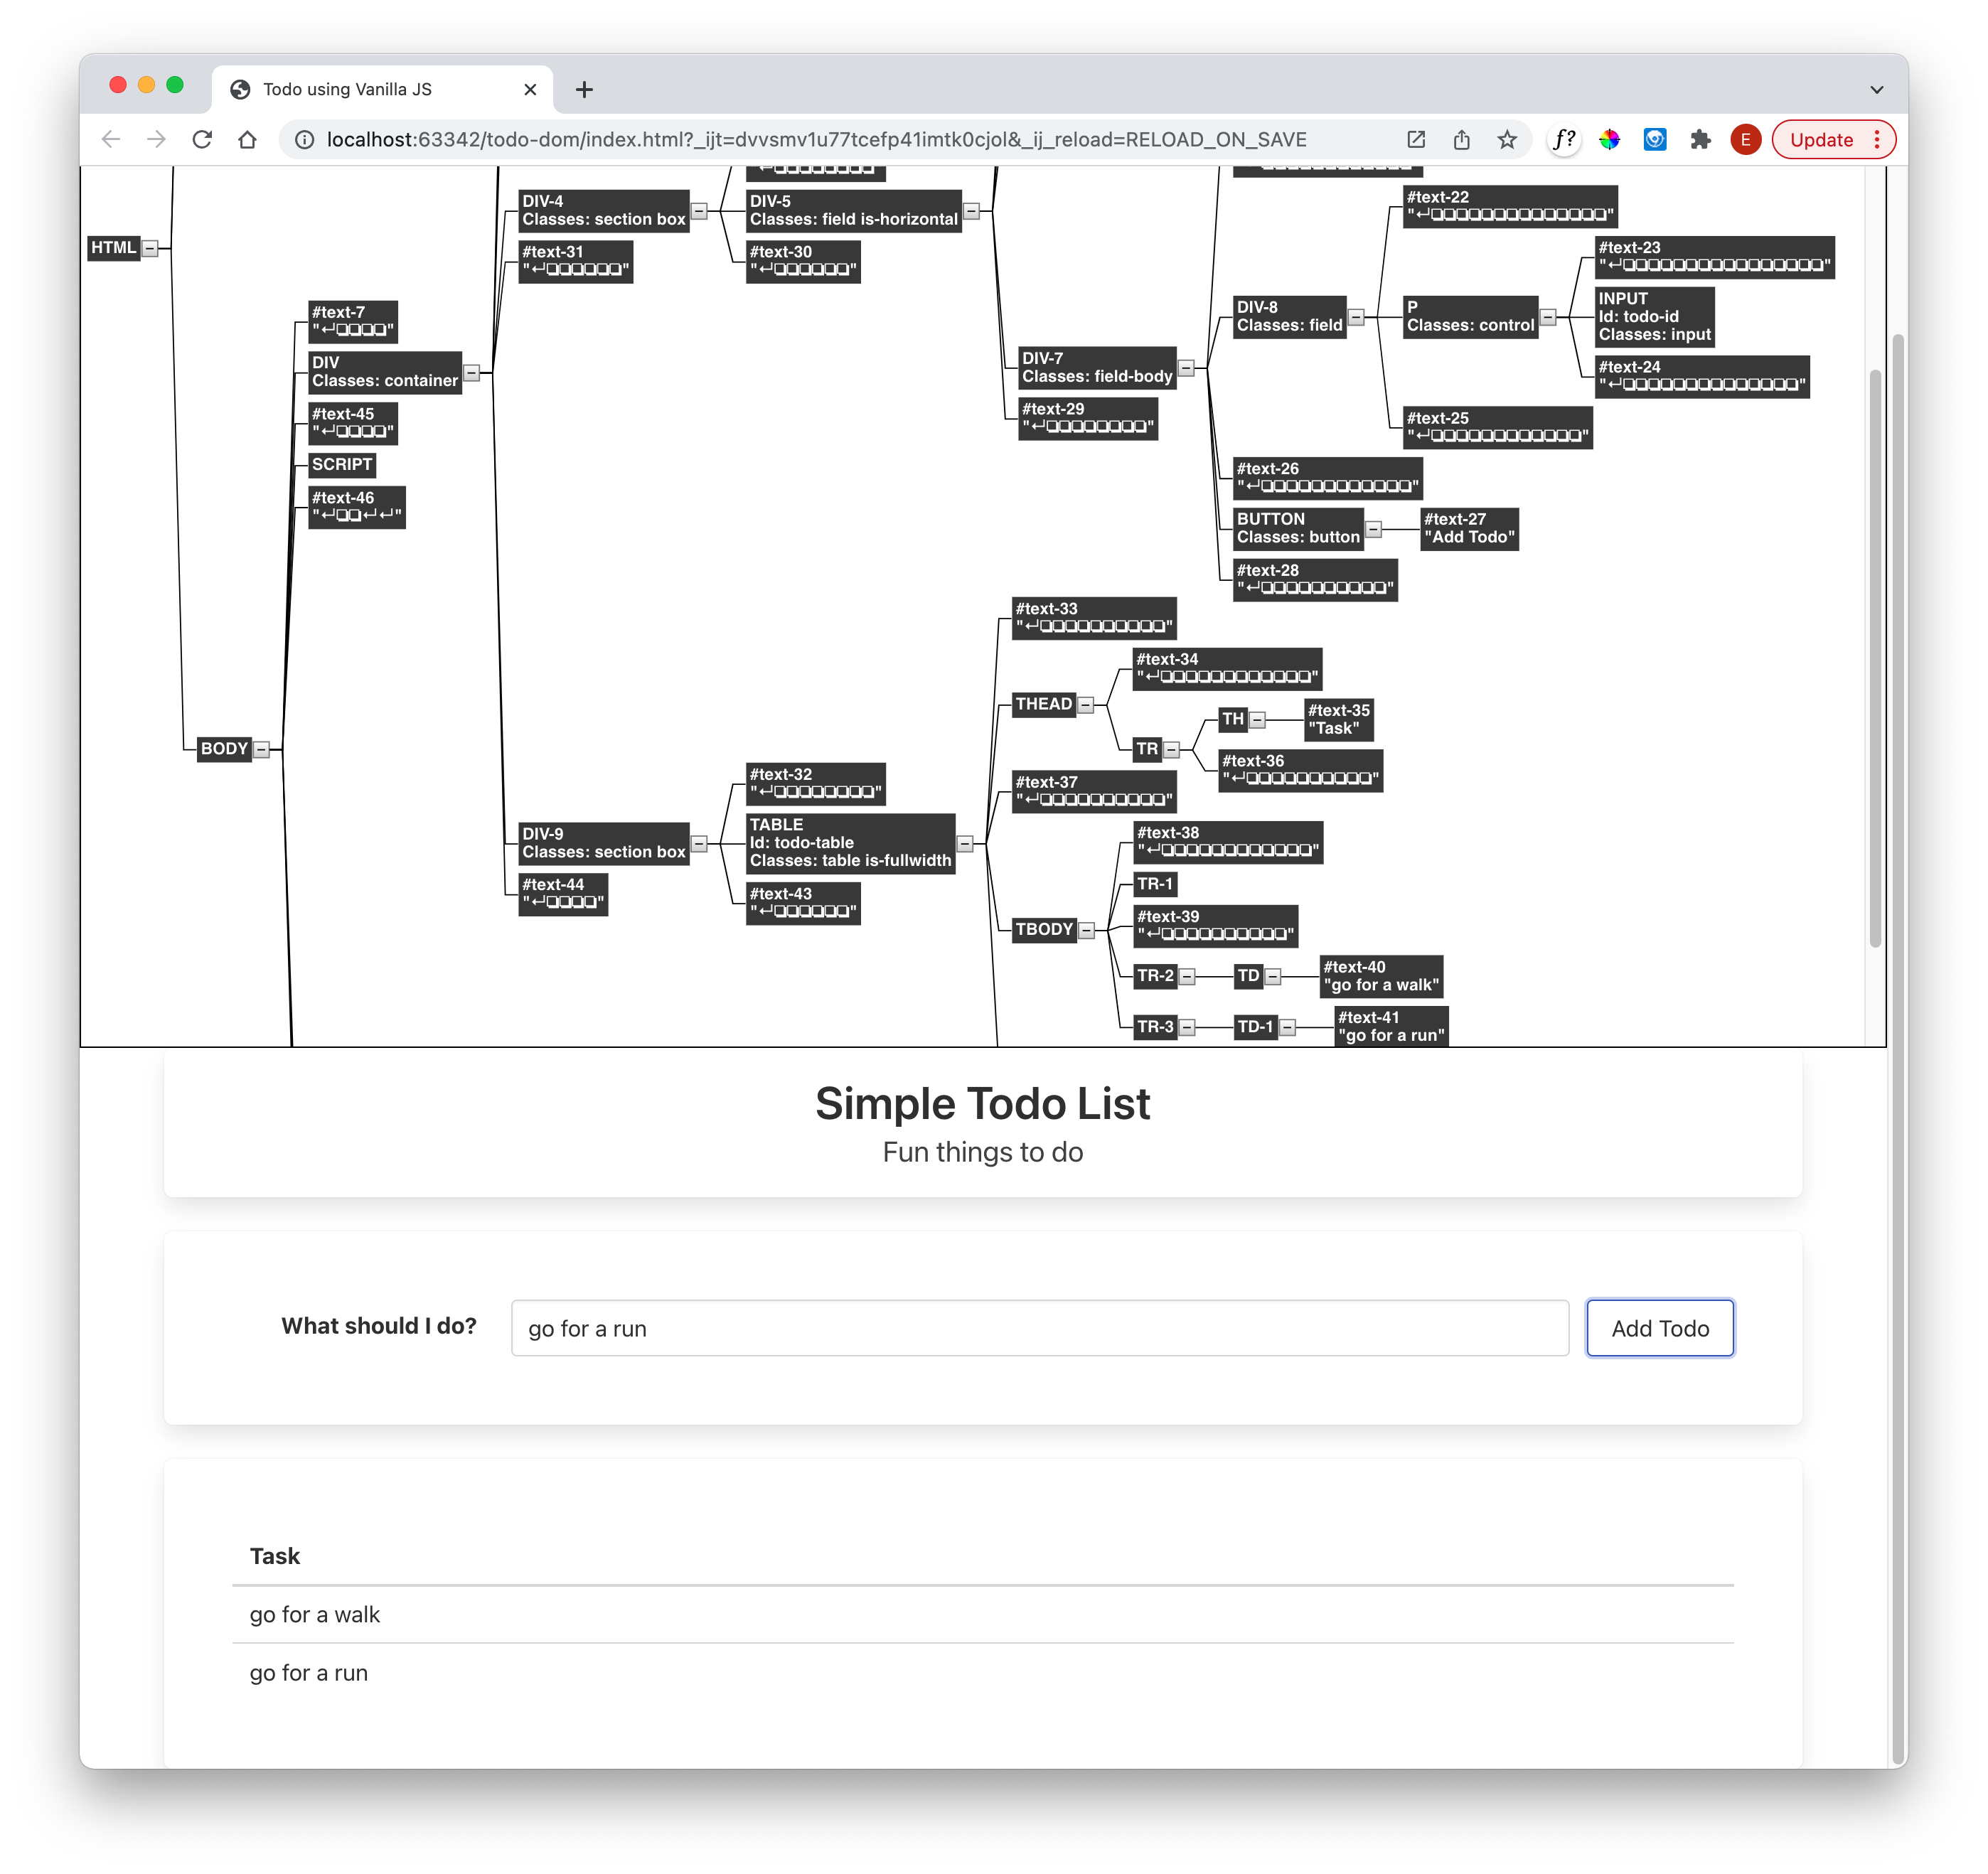 Todo using Vanilla JS
localhost:63342/todo-dom/index.html?_ijt=dvvsmv1u77tcefp41imtk0cjol&_ij_reload=RELOAD_ON_SAVE
f?
E
Update
HTML
BODY
#text-7
"↵❏❏❏❏"
DIV
Classes: container
#text-45
"↵❏❏❏❏"
SCRIPT
#text-46
"↵❏❏↵↵"
DIV-4
Classes: section box
#text-31
"↵❏❏❏❏❏❏"
DIV-5
Classes: field is-horizontal
#text-30
"↵❏❏❏❏❏❏"
DIV-7
Classes: field-body
#text-29
"↵❏❏❏❏❏❏❏❏"
#text-22
"↵❏❏❏❏❏❏❏❏❏❏❏❏❏❏"
DIV-8
Classes: field
P
Classes: control
#text-23
"↵❏❏❏❏❏❏❏❏❏❏❏❏❏❏❏❏"
INPUT
Id: todo-id
Classes: input
#text-24
"↵❏❏❏❏❏❏❏❏❏❏❏❏❏❏"
#text-25
"↵❏❏❏❏❏❏❏❏❏❏❏❏"
#text-26
"↵❏❏❏❏❏❏❏❏❏❏❏❏"
BUTTON
Classes: button
#text-27
"Add Todo"
#text-28
"↵❏❏❏❏❏❏❏❏❏❏"
DIV-9
Classes: section box
#text-44
"↵❏❏❏❏"
#text-32
"↵❏❏❏❏❏❏❏❏"
TABLE
Id: todo-table
Classes: table is-fullwidth
#text-43
"↵❏❏❏❏❏❏"
#text-33
"↵❏❏❏❏❏❏❏❏❏❏"
THEAD
#text-34
"↵❏❏❏❏❏❏❏❏❏❏❏❏"
TR
TH
#text-35
"Task"
#text-36
"↵❏❏❏❏❏❏❏❏❏❏"
#text-37
"↵❏❏❏❏❏❏❏❏❏❏"
TBODY
#text-38
"↵❏❏❏❏❏❏❏❏❏❏❏❏"
TR-1
#text-39
"↵❏❏❏❏❏❏❏❏❏❏"
TR-2
TD
#text-40
"go for a walk"
TR-3
TD-1
#text-41
"go for a run"
Simple Todo List
Fun things to do
What should I do?
go for a run
Add Todo
Task
go for a walk
go for a run